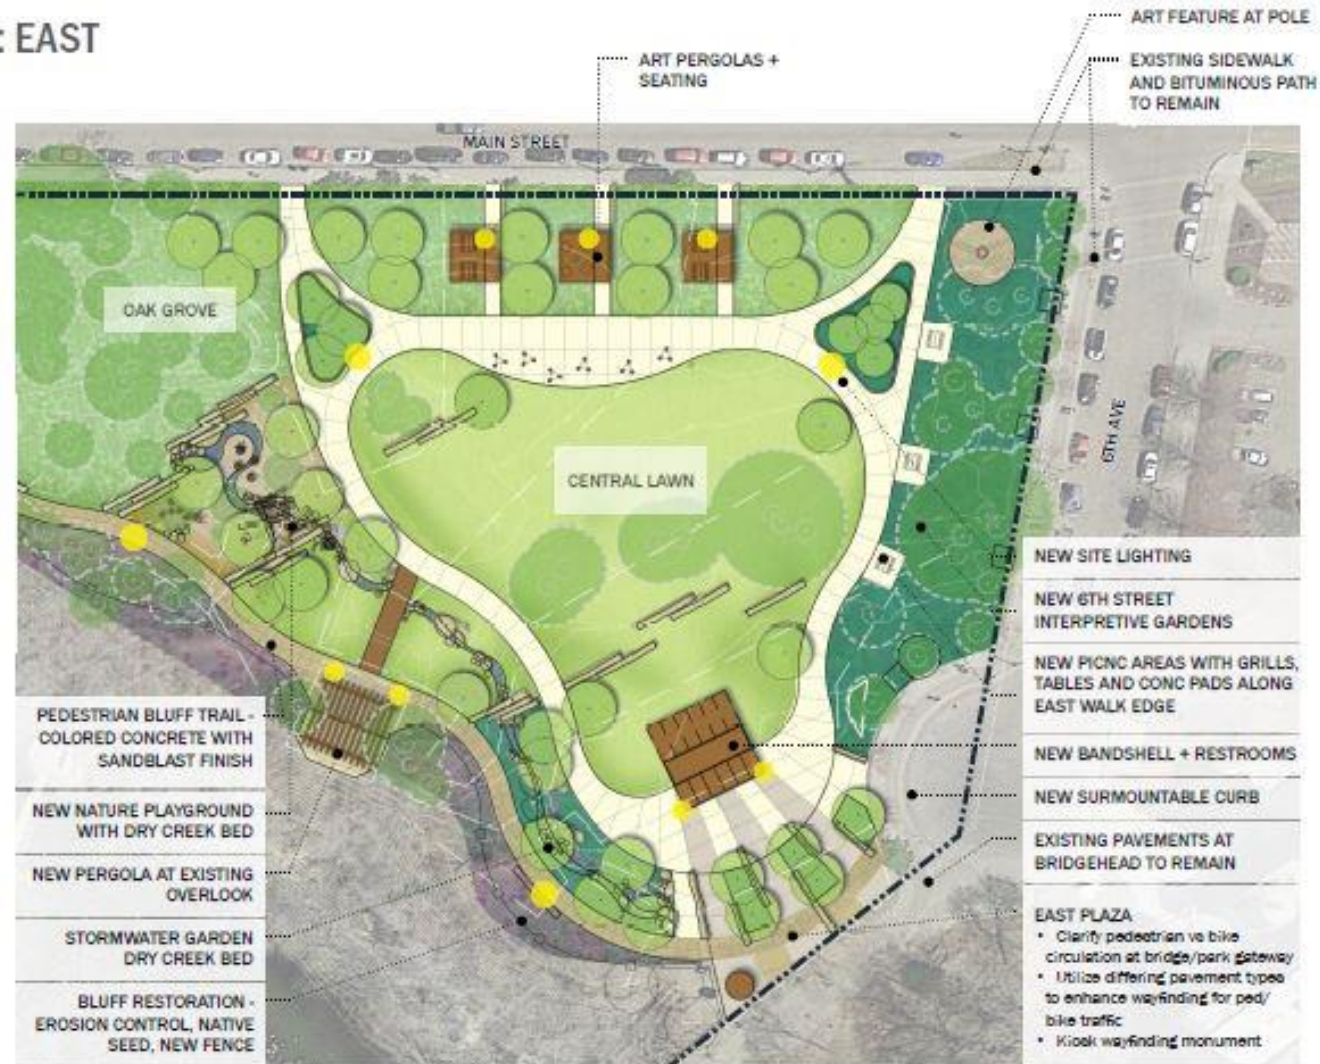 : EAST
ART FEATURE AT POLE
EXISTING SIDEWALK
AND BITUMINOUS PATH
TO REMAIN
ART PERGOLAS +
SEATING
MAIN STREET
OAK GROVE
CENTRAL LAWN
6TH AVE
NEW SITE LIGHTING
NEW 6TH STREET
INTERPRETIVE GARDENS
NEW PICNC AREAS WITH GRILLS,
TABLES AND CONC PADS ALONG
EAST WALK EDGE
NEW BANDSHELL + RESTROOMS
NEW SURMOUNTABLE CURB
EXISTING PAVEMENTS AT
BRIDGEHEAD TO REMAIN
EAST PLAZA
• Clarify pedestrian vs bike
circulation at bridge/park gateway
• Utilize differing pavement types
to enhance wayfinding for ped/
bike traffic
• Kiosk wayfinding monument
PEDESTRIAN BLUFF TRAIL -
COLORED CONCRETE WITH
SANDBLAST FINISH
NEW NATURE PLAYGROUND
WITH DRY CREEK BED
NEW PERGOLA AT EXISTING
OVERLOOK
STORMWATER GARDEN
DRY CREEK BED
BLUFF RESTORATION -
EROSION CONTROL, NATIVE
SEED, NEW FENCE